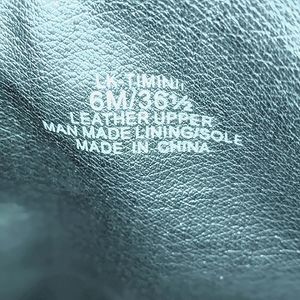 6M/36½
LEATHER UPPER
MAN MADE LINING/SOLE
MADE IN CHINA